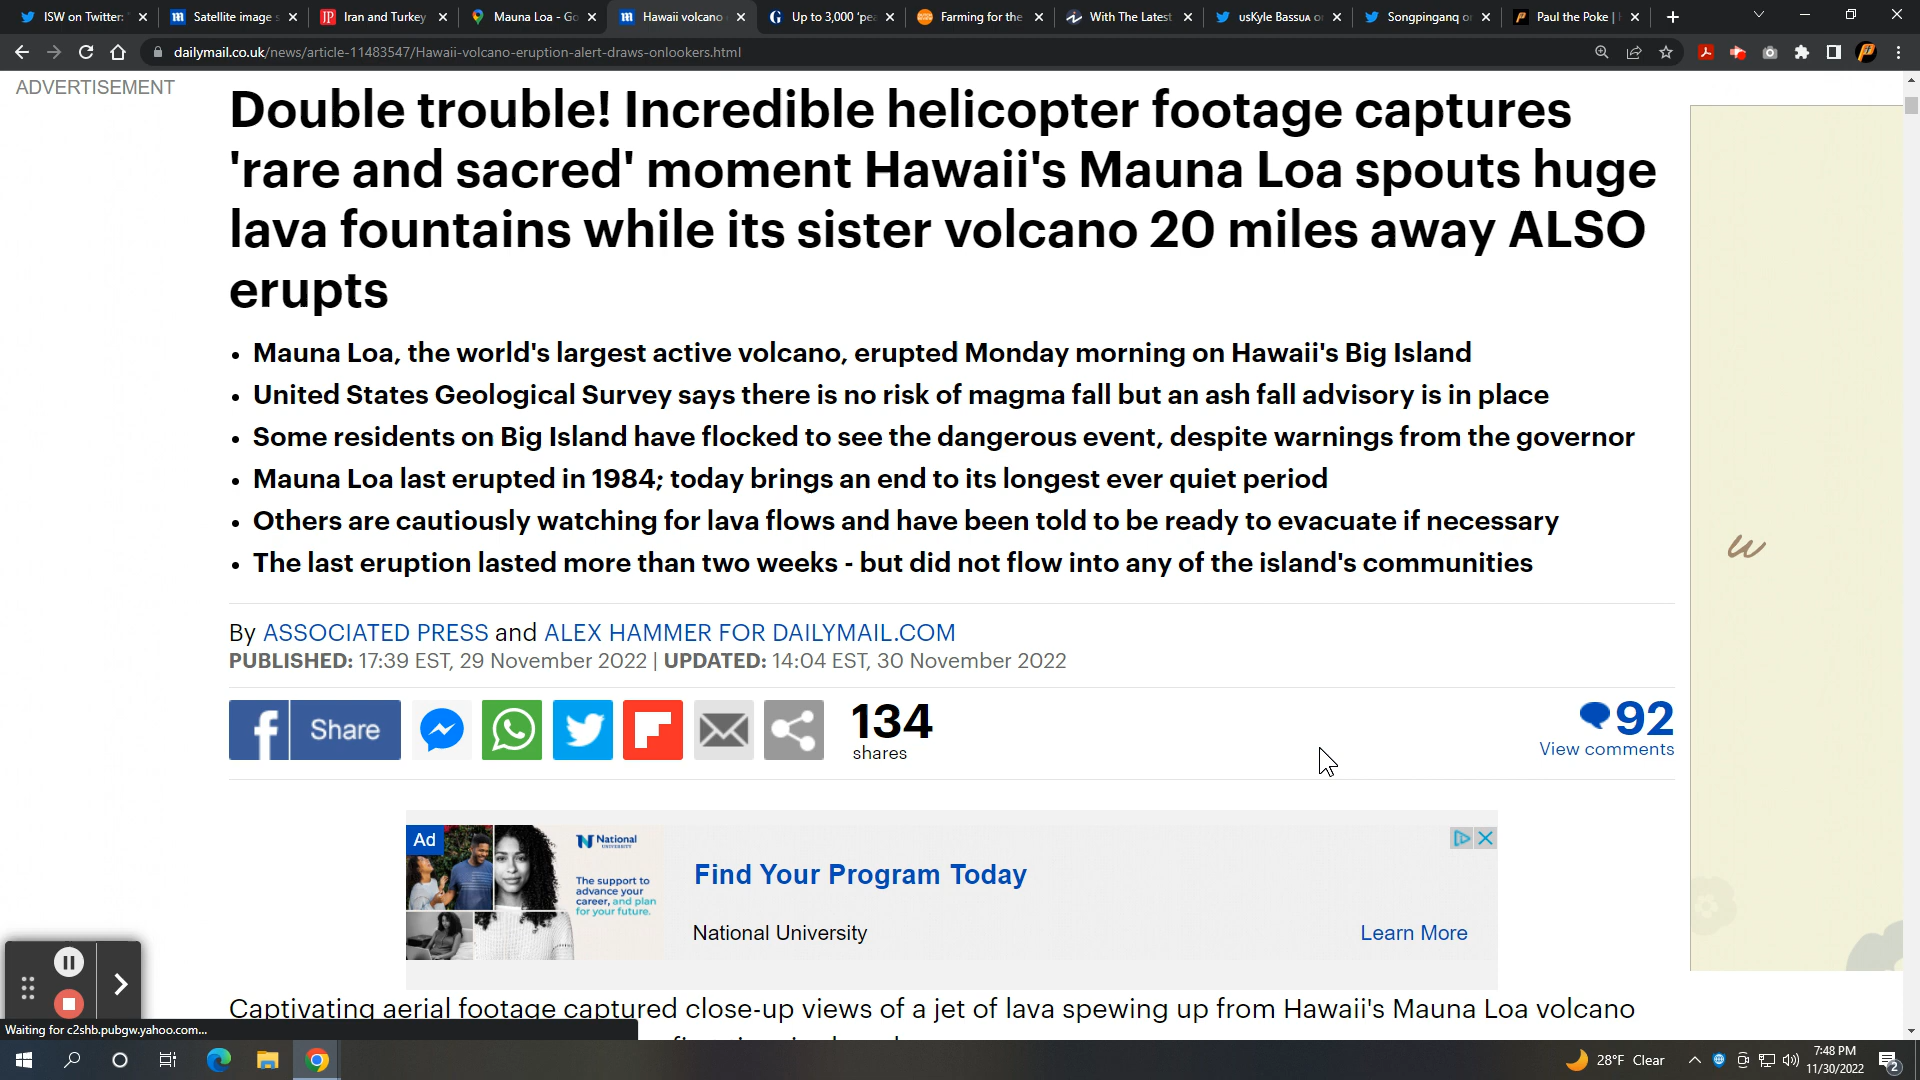 ISW on Twitter: "
Satellite image s
Iran and Turkey
Mauna Loa - Go
Hawaii volcano
Up to 3,000 'pea
Farming for the
With The Latest
usKyle Bassua or
Songpinganq o
Paul the Poke |
dailymail.co.uk/news/article-11483547/Hawaii-volcano-eruption-alert-draws-onlookers.html
ADVERTISEMENT
Double trouble! Incredible helicopter footage captures
'rare and sacred' moment Hawaii's Mauna Loa spouts huge
lava fountains while its sister volcano 20 miles away ALSO
erupts
• Mauna Loa, the world's largest active volcano, erupted Monday morning on Hawaii's Big Island
• United States Geological Survey says there is no risk of magma fall but an ash fall advisory is in place
• Some residents on Big Island have flocked to see the dangerous event, despite warnings from the governor
• Mauna Loa last erupted in 1984; today brings an end to its longest ever quiet period
• Others are cautiously watching for lava flows and have been told to be ready to evacuate if necessary
• The last eruption lasted more than two weeks - but did not flow into any of the island's communities
By ASSOCIATED PRESS and ALEX HAMMER FOR DAILYMAIL.COM
PUBLISHED: 17:39 EST, 29 November 2022 | UPDATED: 14:04 EST, 30 November 2022
Share
134
shares
92
View comments
Ad
National
UNIVERSITY
The support to
advance your
career, and plan
for your future.
Find Your Program Today
National University
Learn More
w
Captivating aerial footage captured close-up views of a jet of lava spewing up from Hawaii's Mauna Loa volcano
Waiting for c2shb.pubgw.yahoo.com...
28°F Clear
7:48 PM
11/30/2022
2